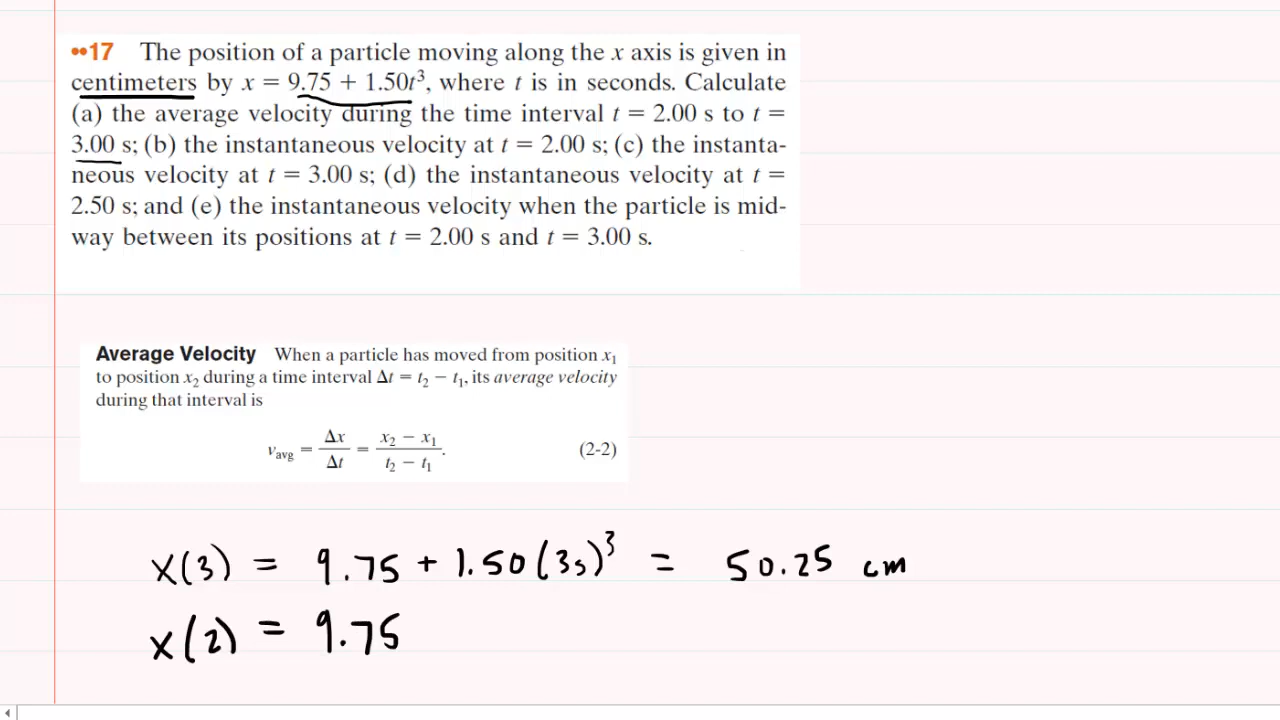 ••17 The position of a particle moving along the x axis is given in
centimeters by x = 9.75 + 1.50t³, where t is in seconds. Calculate
(a) the average velocity during the time interval t = 2.00 s to t =
3.00 s; (b) the instantaneous velocity at t = 2.00 s; (c) the instanta-
neous velocity at t = 3.00 s; (d) the instantaneous velocity at t =
2.50 s; and (e) the instantaneous velocity when the particle is mid-
way between its positions at t = 2.00 s and t = 3.00 s.
Average Velocity When a particle has moved from position x₁
to position x₂ during a time interval Δt = t₂ − t₁, its average velocity
during that interval is
v_avg = Δx/Δt = (x₂ − x₁)/(t₂ − t₁). (2-2)
x(3) = 9.75 + 1.50(3s)³ = 50.25 cm
x(2) = 9.75